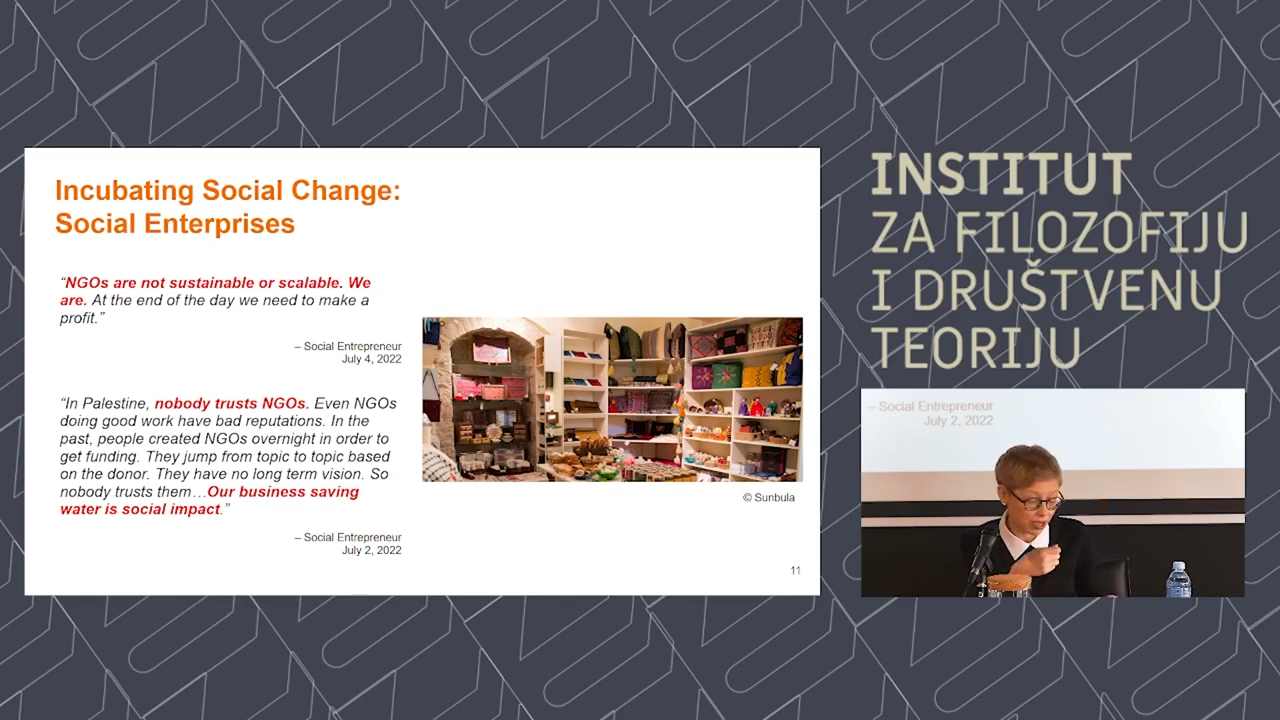 Incubating Social Change:
Social Enterprises
“NGOs are not sustainable or scalable. We
are. At the end of the day we need to make a
profit.”
– Social Entrepreneur
July 4, 2022
“In Palestine, nobody trusts NGOs. Even NGOs
doing good work have bad reputations. In the
past, people created NGOs overnight in order to
get funding. They jump from topic to topic based
on the donor. They have no long term vision. So
nobody trusts them…Our business saving
water is social impact.”
– Social Entrepreneur
July 2, 2022
© Sunbula
11
INSTITUT
ZA FILOZOFIJU
I DRUŠTVENU
TEORIJU
– Social Entrepreneur
July 2, 2022